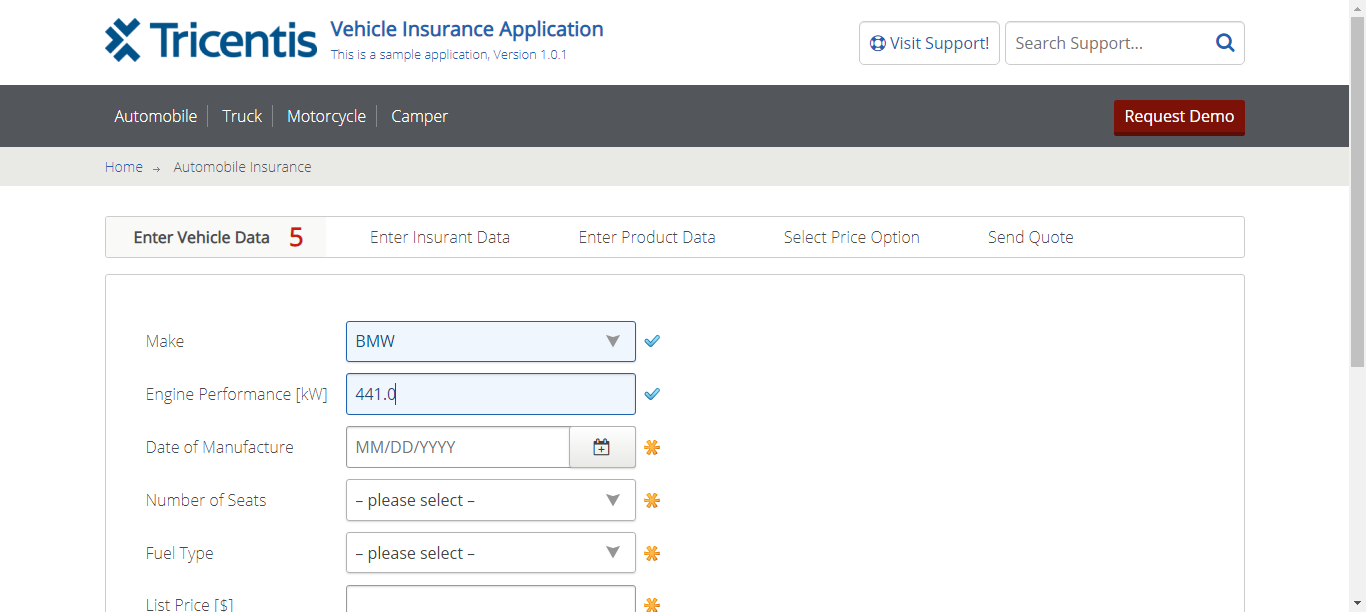 Tricentis
Vehicle Insurance Application
This is a sample application, Version 1.0.1
Visit Support!
Search Support...
Automobile
Truck
Motorcycle
Camper
Request Demo
Home → Automobile Insurance
Enter Vehicle Data 5
Enter Insurant Data
Enter Product Data
Select Price Option
Send Quote
Make
BMW
Engine Performance [kW]
441.0
Date of Manufacture
MM/DD/YYYY
Number of Seats
– please select –
Fuel Type
– please select –
List Price [$]